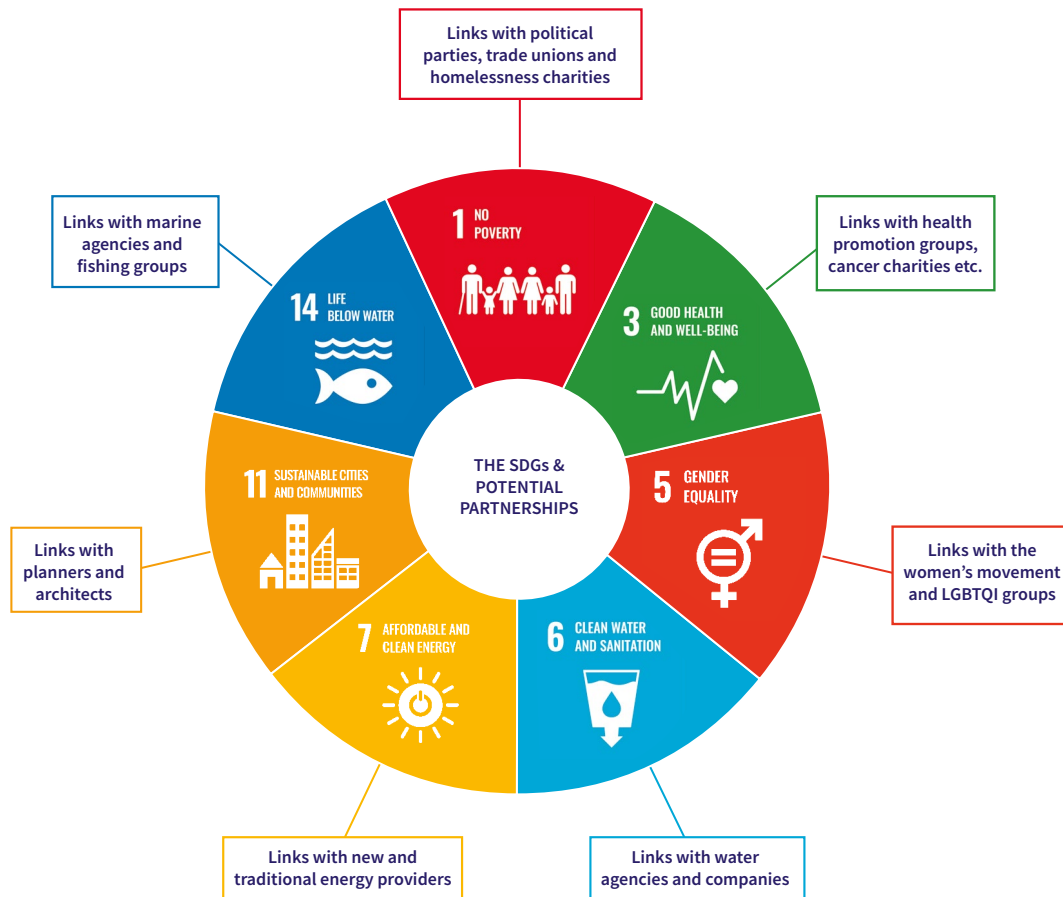 Links with political
parties, trade unions and
homelessness charities
Links with marine
agencies and
fishing groups
Links with health
promotion groups,
cancer charities etc.
1 NO
POVERTY
14 LIFE
BELOW WATER
3 GOOD HEALTH
AND WELL-BEING
THE SDGs &
POTENTIAL
PARTNERSHIPS
11 SUSTAINABLE CITIES
AND COMMUNITIES
5 GENDER
EQUALITY
Links with
planners and
architects
Links with the
women’s movement
and LGBTQI groups
7 AFFORDABLE AND
CLEAN ENERGY
6 CLEAN WATER
AND SANITATION
Links with new and
traditional energy providers
Links with water
agencies and companies